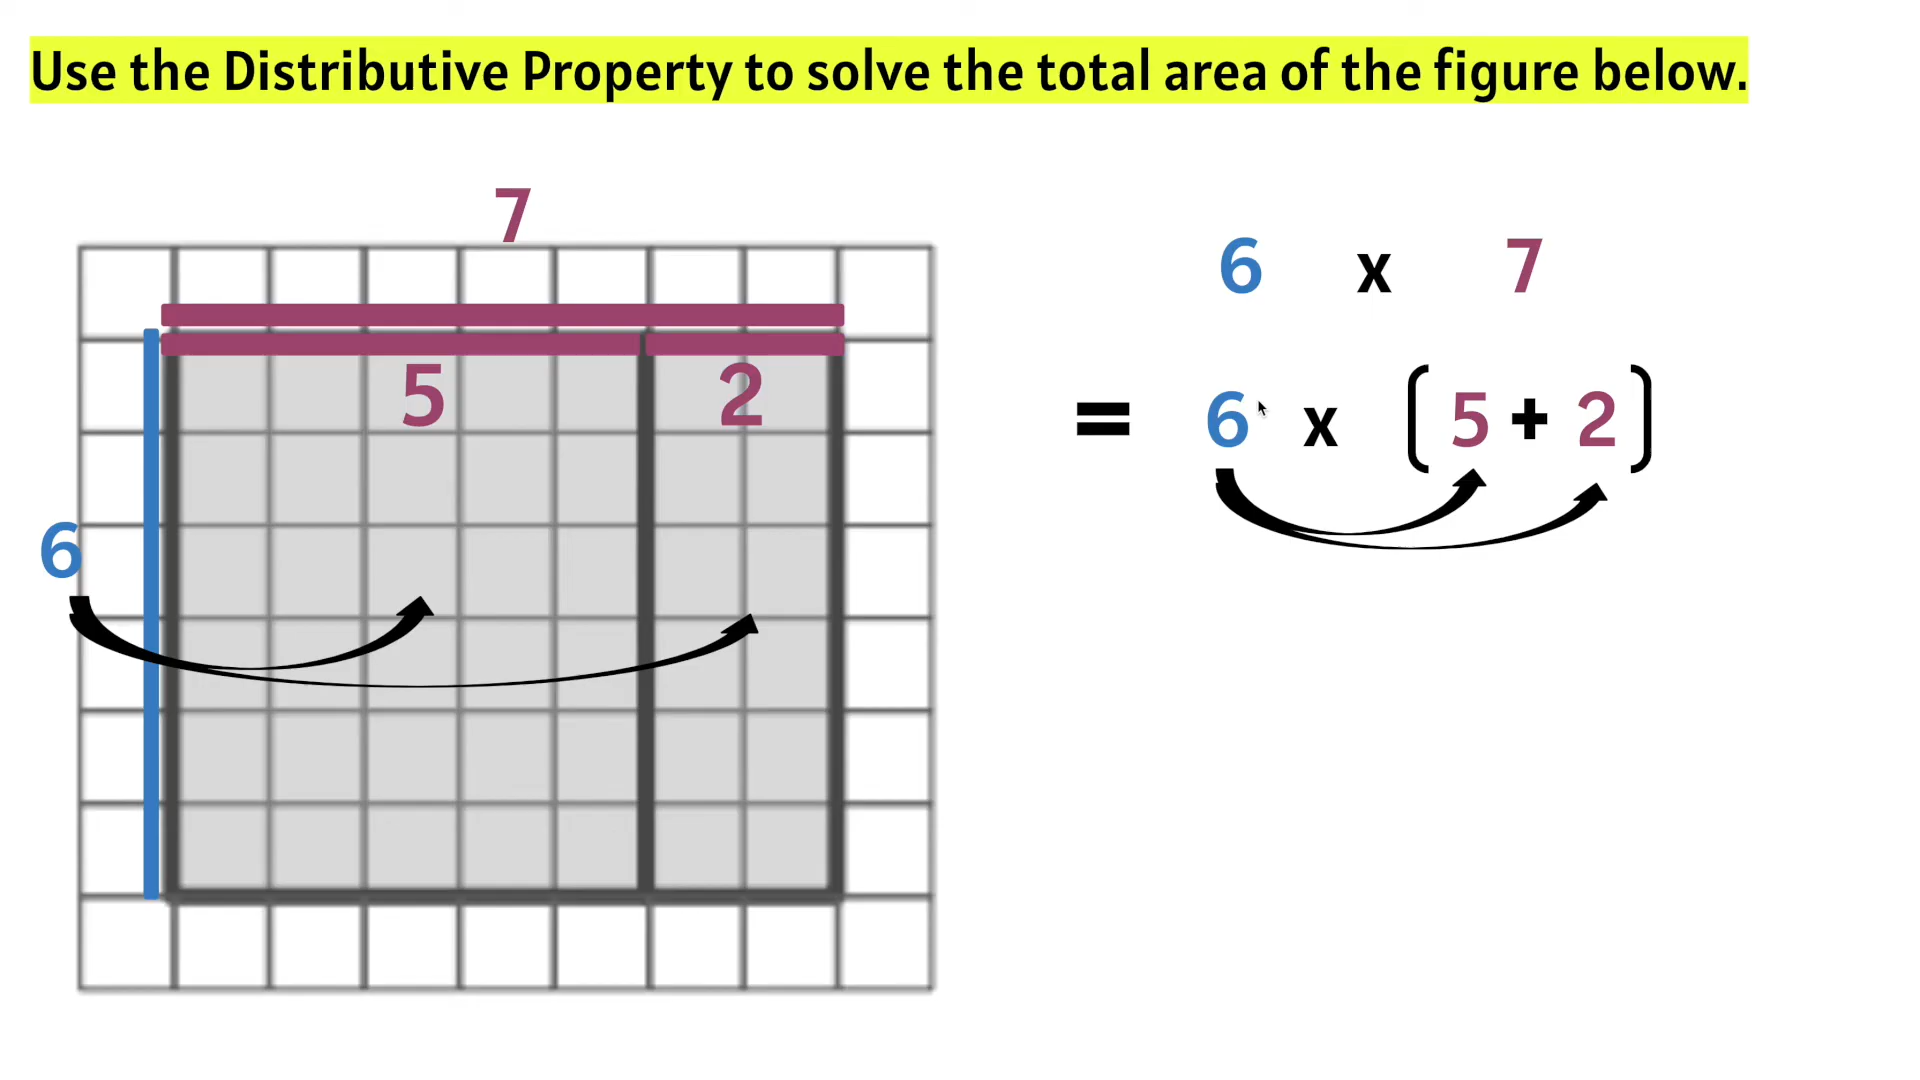 Use the Distributive Property to solve the total area of the figure below.
7
5 2
6
6 x 7
= 6 x (5 + 2)